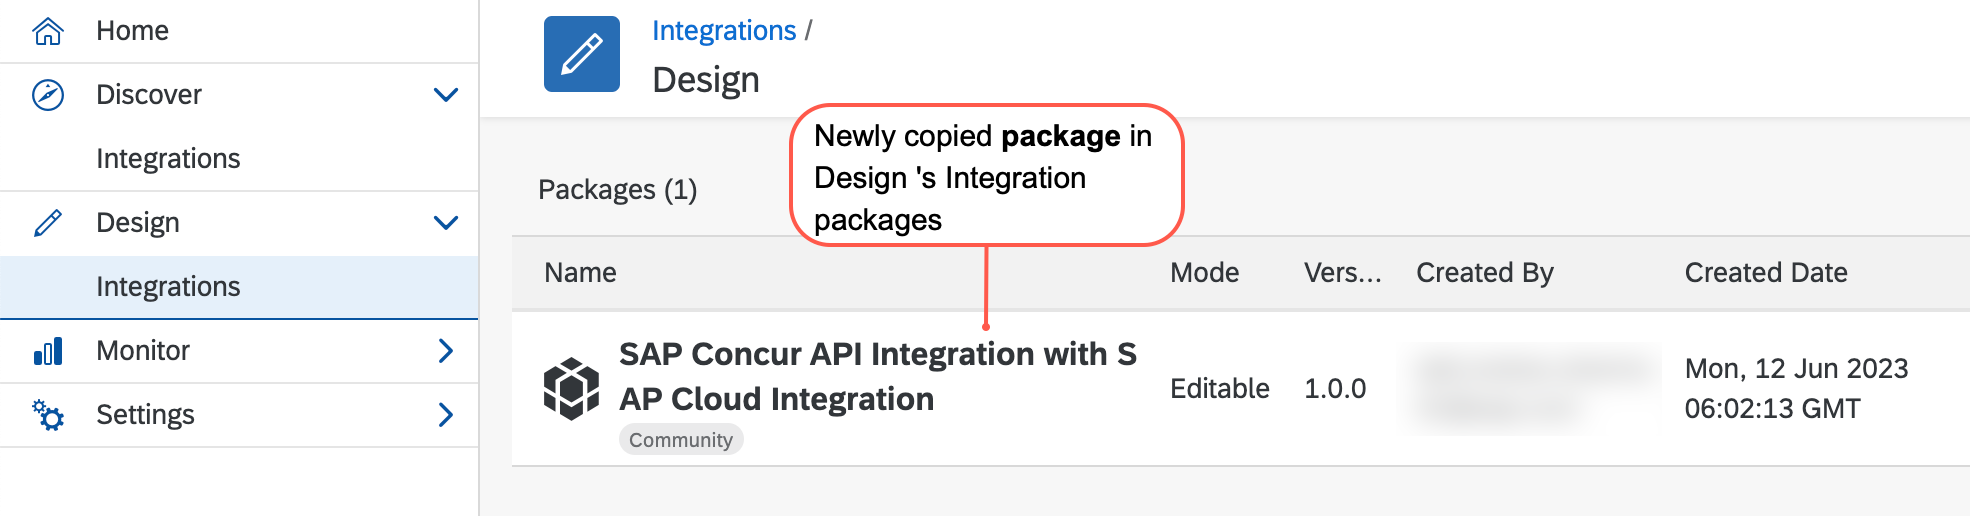 Home
Discover
Integrations
Design
Integrations
Monitor
Settings
Integrations /
Design
Newly copied package in
Design 's Integration
packages
Packages (1)
Name Mode Vers... Created By Created Date
SAP Concur API Integration with S
AP Cloud Integration
Community
Editable
1.0.0
Mon, 12 Jun 2023
06:02:13 GMT